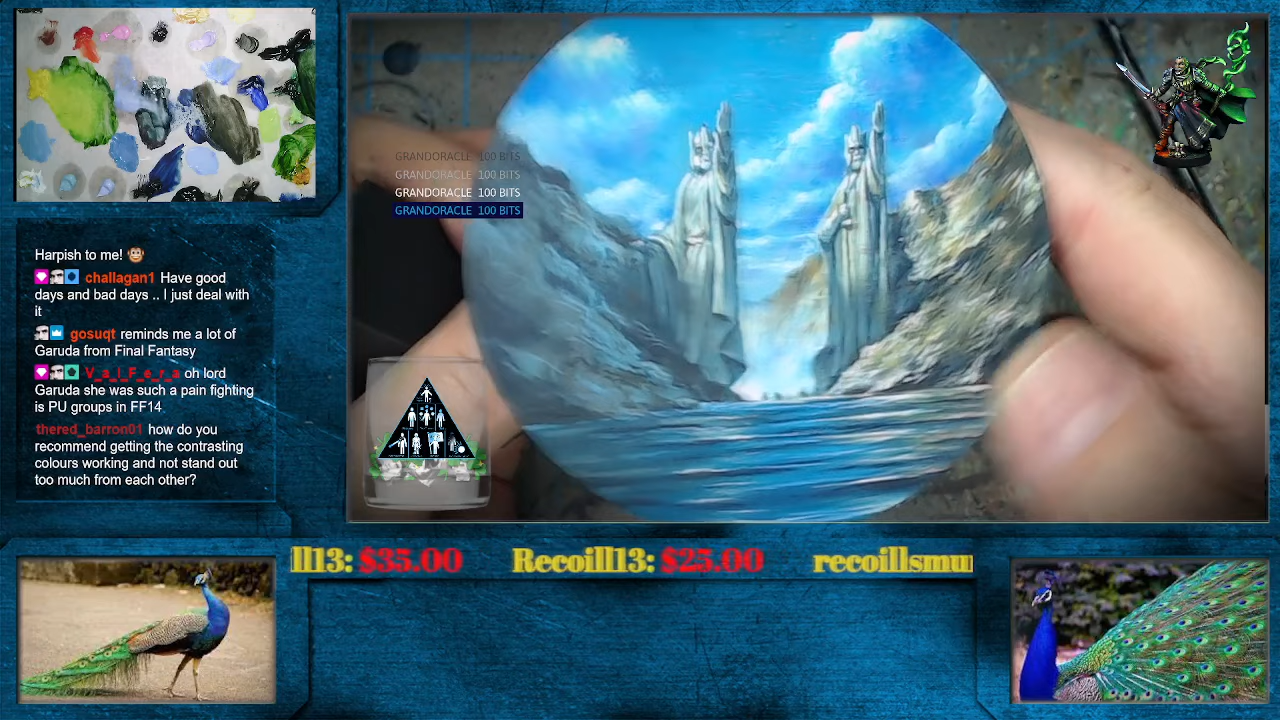 GRANDORACLE 100 BITS
GRANDORACLE 100 BITS
GRANDORACLE 100 BITS
GRANDORACLE 100 BITS
Harpish to me! 🐵
challagan1 Have good
days and bad days .. I just deal with
it
gosuqt reminds me a lot of
Garuda from Final Fantasy
V_a_l_F_e_r_a oh lord
Garuda she was such a pain fighting
is PU groups in FF14
thered_barron01 how do you
recommend getting the contrasting
colours working and not stand out
too much from each other?
ll13: $35.00 Recoill13: $25.00 recoillsmu